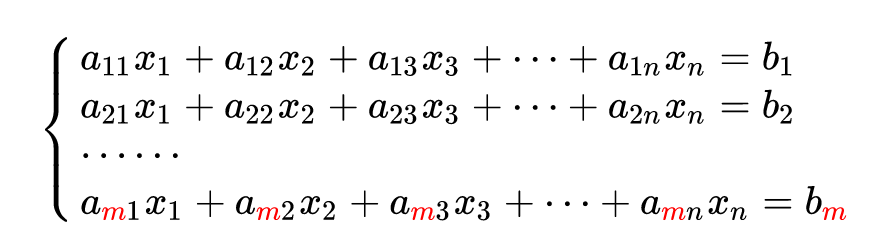 a₁₁x₁ + a₁₂x₂ + a₁₃x₃ + ⋯ + a₁ₙxₙ = b₁
a₂₁x₁ + a₂₂x₂ + a₂₃x₃ + ⋯ + a₂ₙxₙ = b₂
⋯⋯
aₘ₁x₁ + aₘ₂x₂ + aₘ₃x₃ + ⋯ + aₘₙxₙ = bₘ